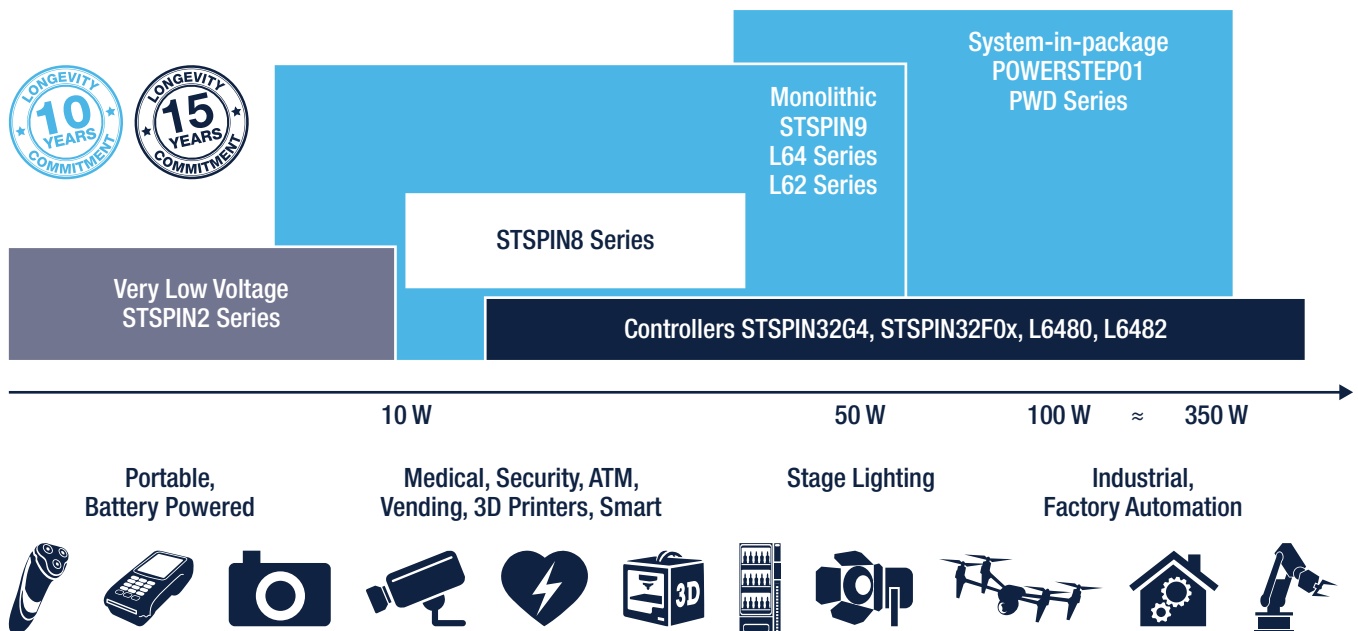 System-in-package
POWERSTEP01
PWD Series
LONGEVITY
10
YEARS
COMMITMENT
LONGEVITY
15
YEARS
COMMITMENT
Monolithic
STSPIN9
L64 Series
L62 Series
STSPIN8 Series
Very Low Voltage
STSPIN2 Series
Controllers STSPIN32G4, STSPIN32F0x, L6480, L6482
10 W
50 W
100 W
≈
350 W
Portable,
Battery Powered
Medical, Security, ATM,
Vending, 3D Printers, Smart
Stage Lighting
Industrial,
Factory Automation
3D